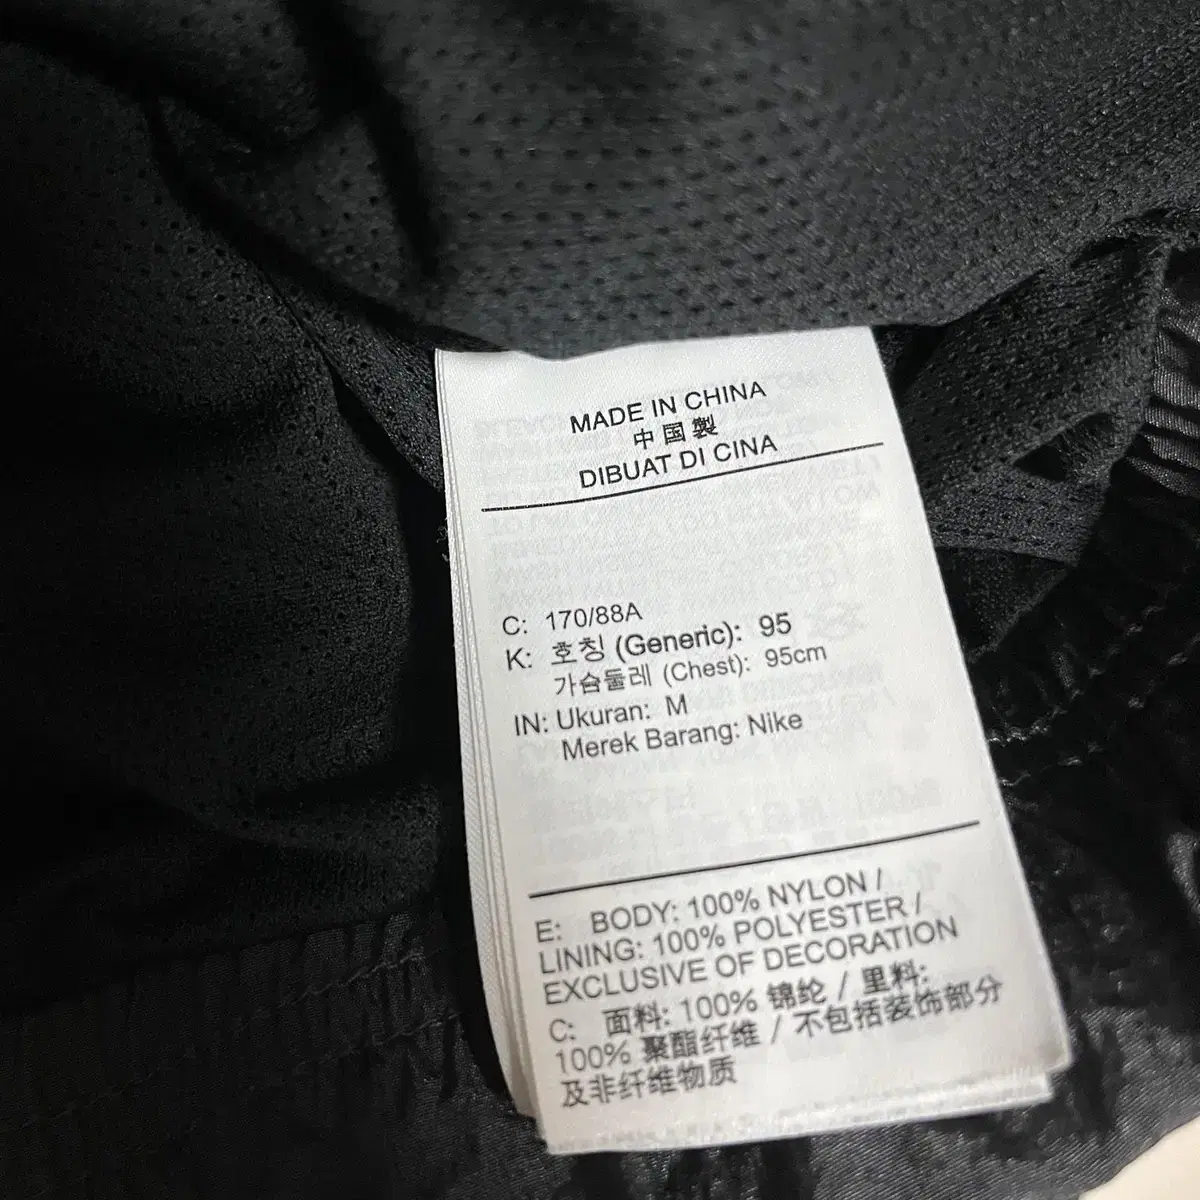 MADE IN CHINA
中国製
DIBUAT DI CINA
C: 170/88A
K: 호칭 (Generic): 95
가슴둘레 (Chest): 95cm
IN: Ukuran: M
Merek Barang: Nike
E: BODY: 100% NYLON /
LINING: 100% POLYESTER /
EXCLUSIVE OF DECORATION
C: 面料: 100% 锦纶 / 里料:
100% 聚酯纤维 / 不包括装饰部分
及非纤维物质